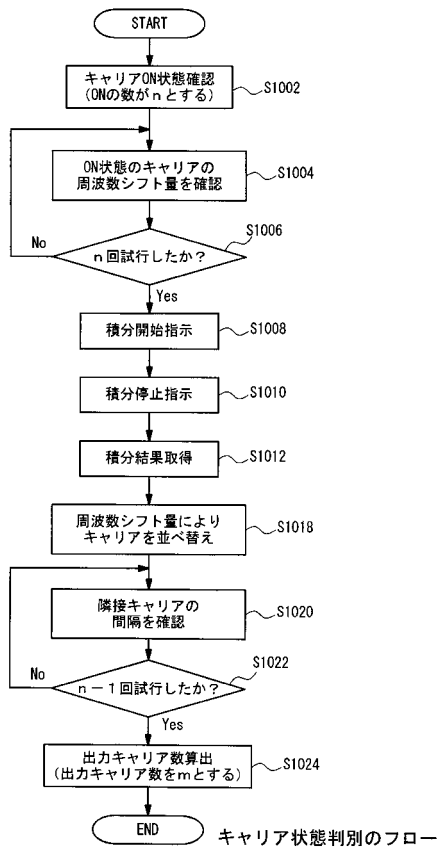 START
キャリアON状態確認
(ONの数がnとする)
S1002
ON状態のキャリアの
周波数シフト量を確認
S1004
S1006
n回試行したか?
No
Yes
積分開始指示
S1008
積分停止指示
S1010
積分結果取得
S1012
周波数シフト量により
キャリアを並べ替え
S1018
隣接キャリアの
間隔を確認
S1020
S1022
n-1回試行したか?
No
Yes
出力キャリア数算出
(出力キャリア数をmとする)
S1024
END
キャリア状態判別のフロー